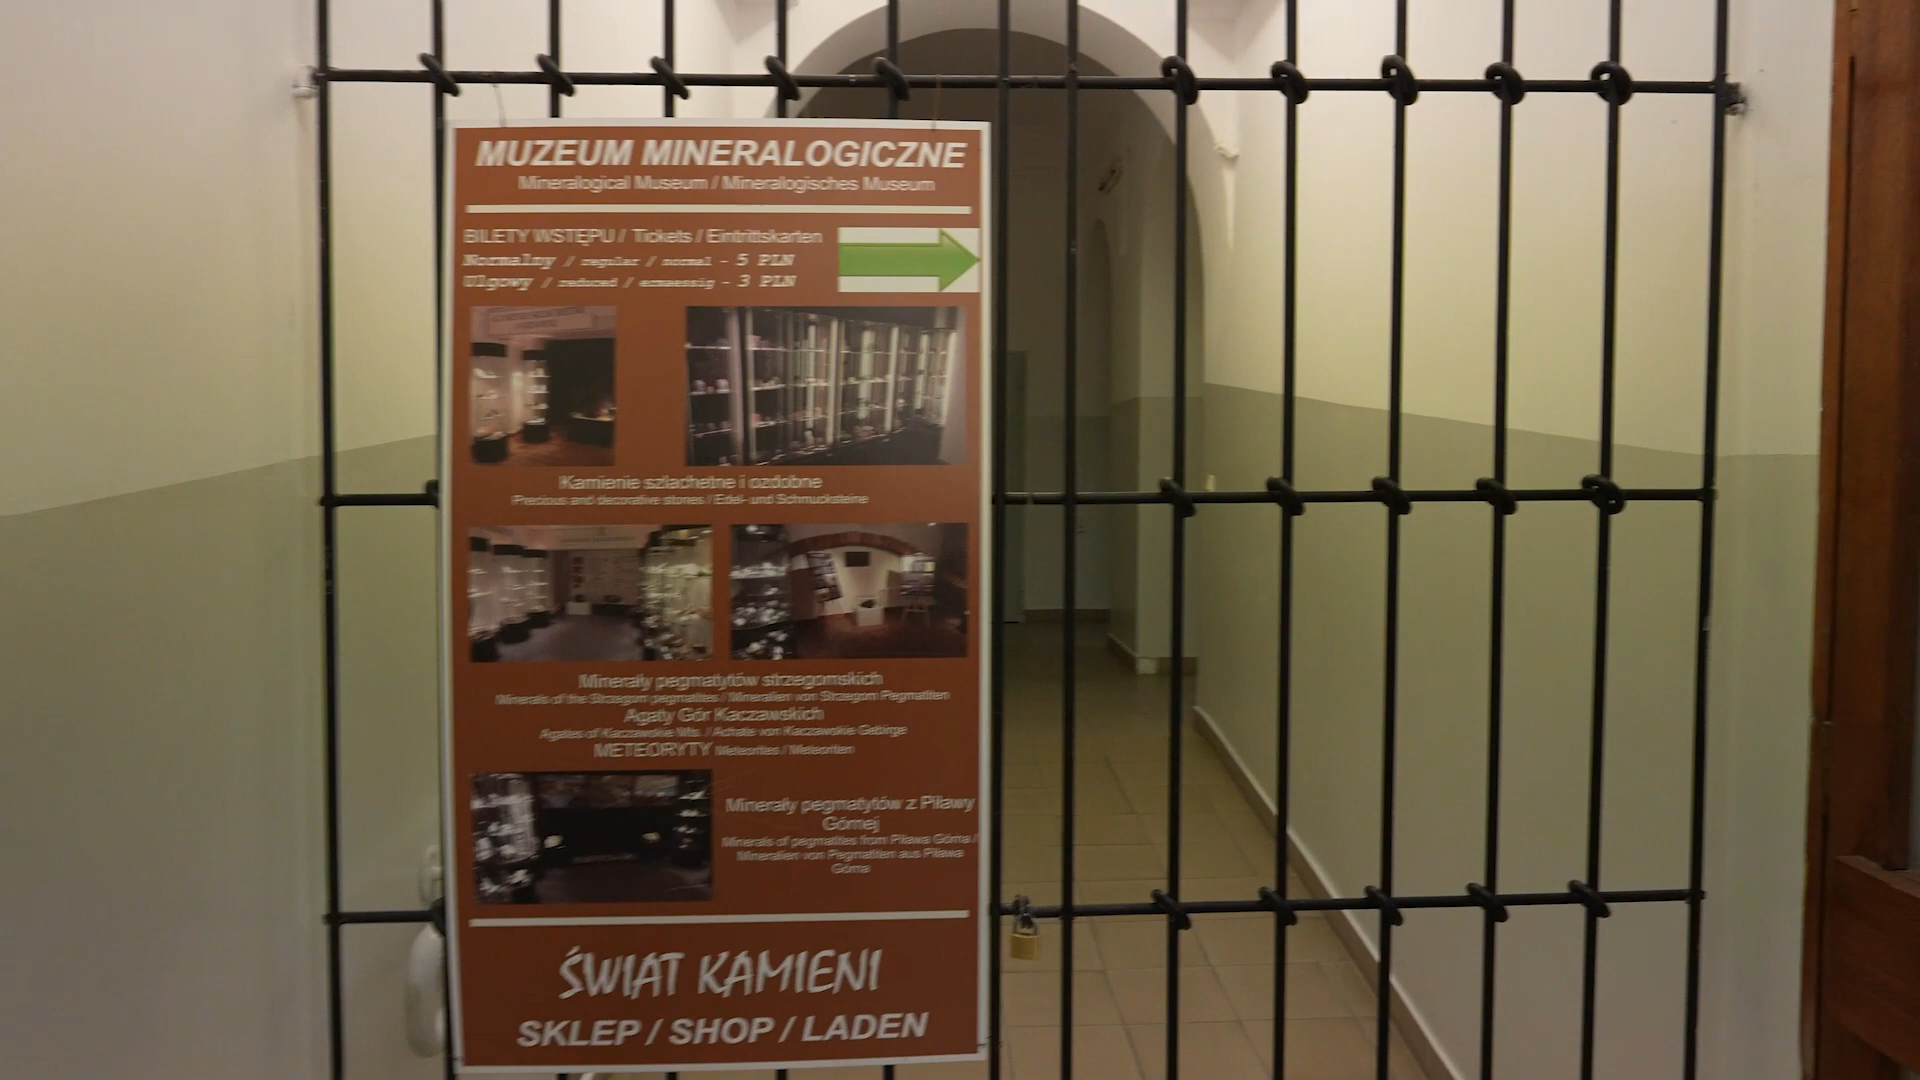 MUZEUM MINERALOGICZNE
Mineralogical Museum / Mineralogisches Museum
BILETY WSTĘPU / Tickets / Eintrittskarten
Normalny / regular / normal - 5 PLN
Ulgowy / reduced / ermaessig - 3 PLN
Kamienie szlachetne i ozdobne
Precious and decorative stones / Edel- und Schmucksteine
Minerały pegmatytów strzegomskich
Minerals of the Strzegom pegmatites / Mineralien von Strzegom Pegmatiten
Agaty Gór Kaczawskich
Agates of Kaczawskie Mts. / Achate von Kaczawskie Gebirge
METEORYTY Meteorites / Meteoriten
Minerały pegmatytów z Piławy
Górnej
Minerals of pegmatites from Piława Górna /
Mineralien von Pegmatiten aus Piława
Górna
ŚWIAT KAMIENI
SKLEP / SHOP / LADEN